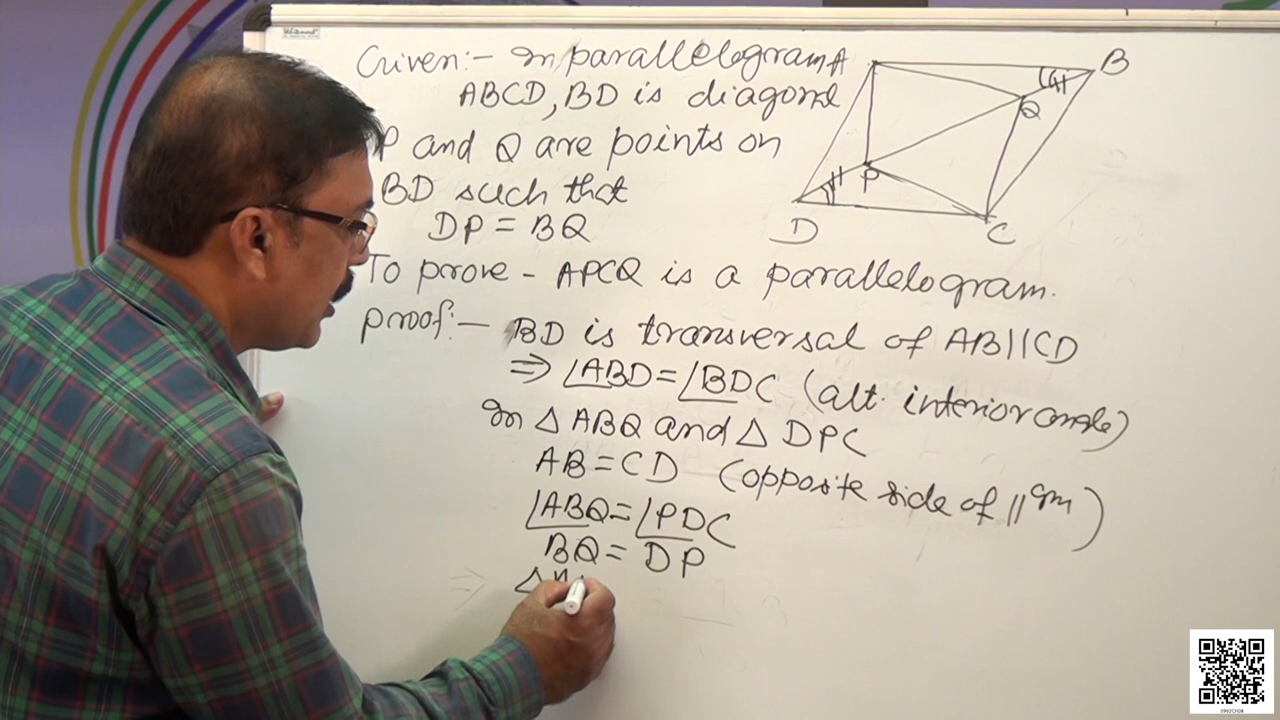 Given:- In parallelogram
ABCD, BD is diagonal
P and Q are points on
BD such that
DP = BQ
To prove - APCQ is a parallelogram.
proof:- BD is transversal of AB||CD
⇒ ∠ABD = ∠BDC (alt. interior angle)
In △ ABQ and △ DPC
AB = CD (opposite side of ||gm)
∠ABQ = ∠PDC
BQ = DP
⇒ △
A
B
Q
P
D
C
0962CH08